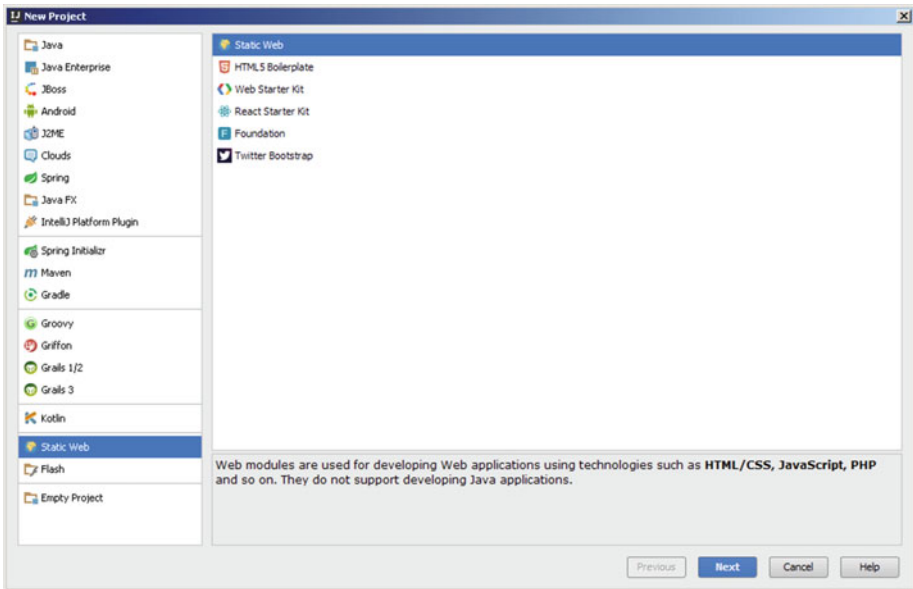 New Project
Java
Java Enterprise
JBoss
Android
J2ME
Clouds
Spring
Java FX
IntelliJ Platform Plugin
Spring Initializr
Maven
Gradle
Groovy
Griffon
Grails 1/2
Grails 3
Kotlin
Static Web
Flash
Empty Project
Static Web
HTML5 Boilerplate
Web Starter Kit
React Starter Kit
Foundation
Twitter Bootstrap
Web modules are used for developing Web applications using technologies such as HTML/CSS, JavaScript, PHP
and so on. They do not support developing Java applications.
Previous
Next
Cancel
Help